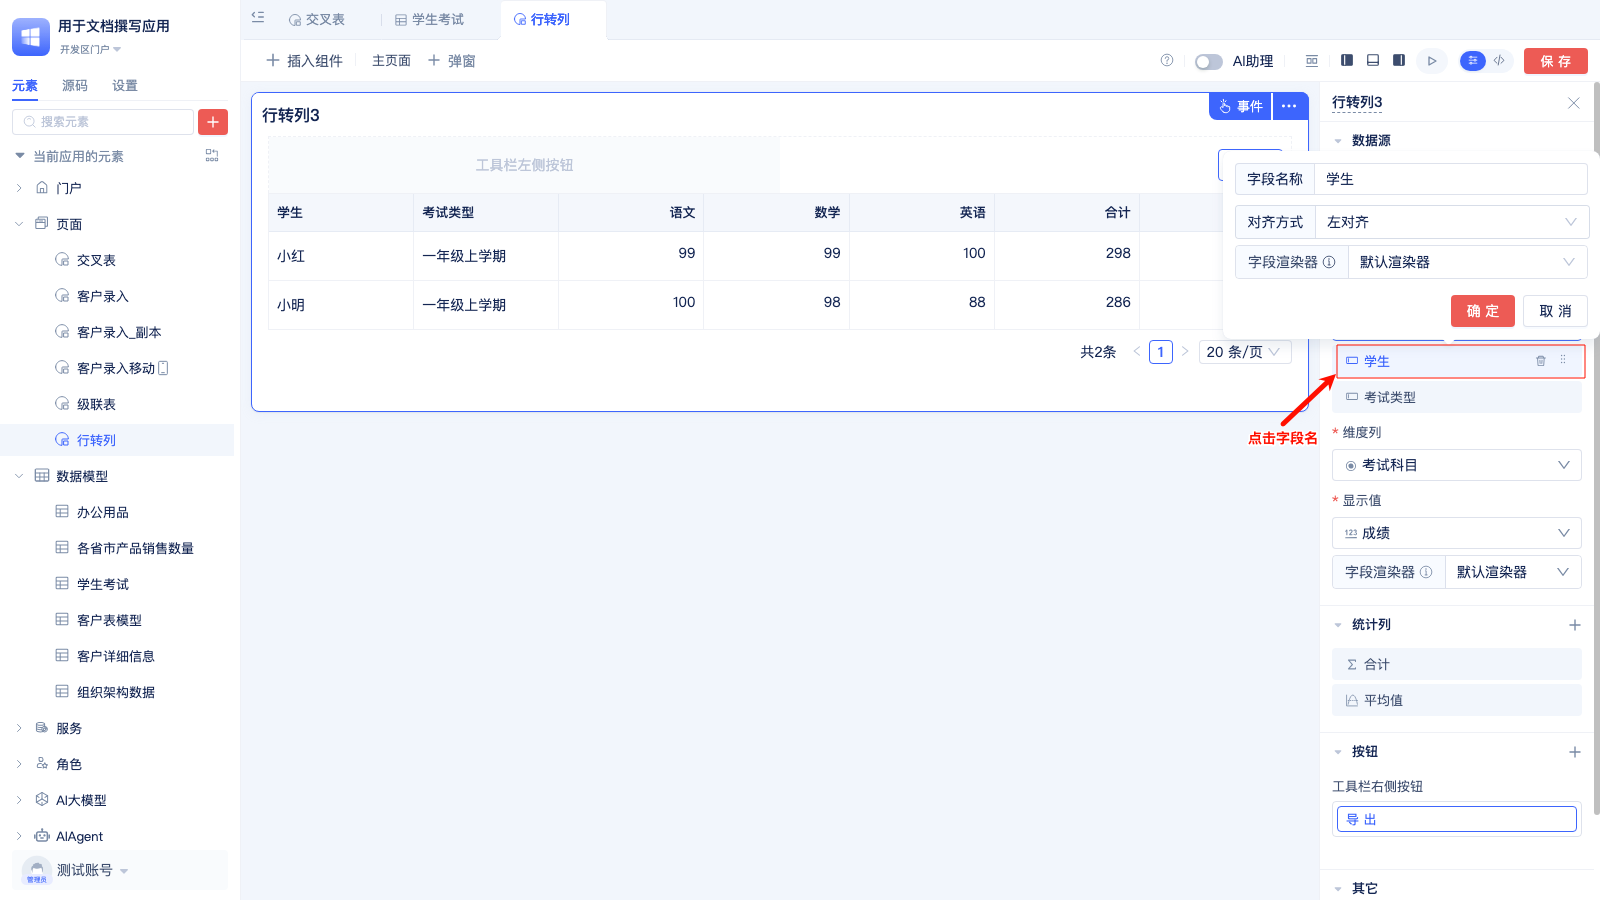 用于文档撰写应用
开发区门户
元素
源码
设置
搜索元素
当前应用的元素
门户
页面
交叉表
客户录入
客户录入_副本
客户录入移动
级联表
行转列
数据模型
办公用品
各省市产品销售数量
学生考试
客户表模型
客户详细信息
组织架构数据
服务
角色
AI大模型
AIAgent
管理员
测试账号
交叉表
学生考试
行转列
插入组件
主页面
弹窗
AI助理
保 存
行转列3
事件
工具栏左侧按钮
学生 考试类型 语文 数学 英语 合计
小红 一年级上学期 99 99 100 298
小明 一年级上学期 100 98 88 286
共2条
1
20 条/页
行转列3
数据源
字段名称 学生
对齐方式 左对齐
字段渲染器 默认渲染器
确 定
取 消
学生
点击字段名
考试类型
* 维度列
考试科目
* 显示值
123 成绩
字段渲染器 默认渲染器
统计列
合计
平均值
按钮
工具栏右侧按钮
导 出
其它